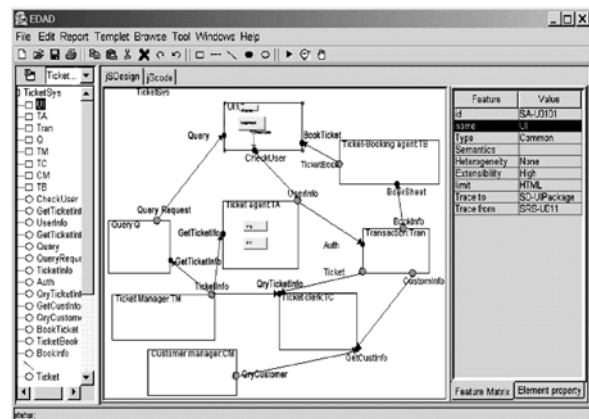 EDAD
File Edit Report Templet Browse Tool Windows Help
Ticket...
TicketSys
UI
TA
Tran
Q
TM
TC
CM
TB
CheckUser
GetTicketInfo
UserInfo
GetTicketInf
Query
QueryReque
TicketInfo
Auth
QryTicketInf
GetCustInfo
QryCustom
BookTicket
TicketBook
BookInfo
Ticket
jSDesign jGcode
TicketSys
Query
BookTicket
CheckUser
Ticket-Booking agent:TB
TicketBook
BookSheet
UserInfo
Query Request
Ticket agent:TA
BookInfo
Query:Q
GetTicketIfo
Transaction:Tran
Auth
GetTicketInfo
Ticket
TicketInfo
QryTicketInfo
CustomInfo
Ticket Manager:TM
Ticket clerk:TC
Customer manager:CM
GetCustInfo
QryCustomer
Feature Value
id SA-U0101
name UI
Type Common
Semantics
Heterogeneity None
Extensibility High
limit HTML
Trace to SD-UIPackage
Trace from SRS-U011
Feature Matrix Element property